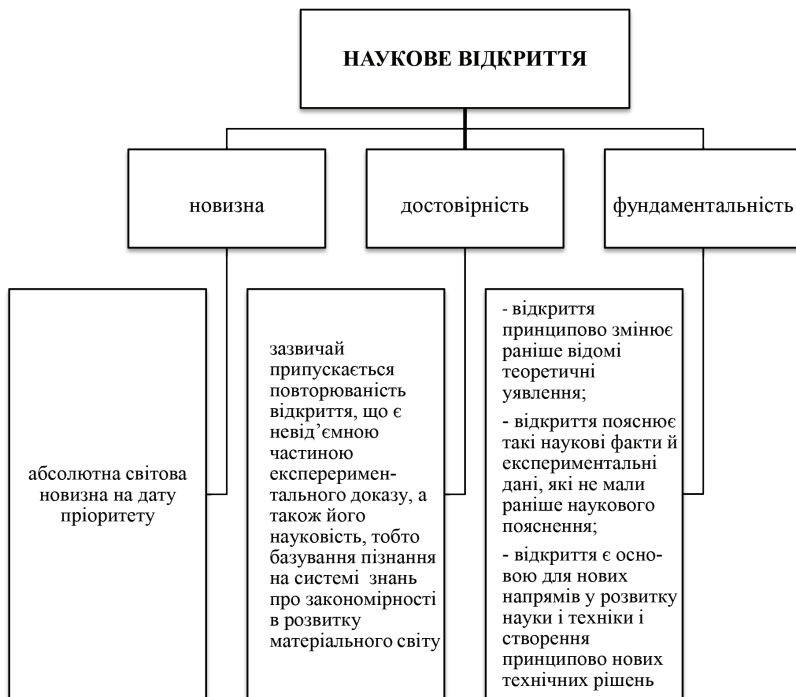 НАУКОВЕ ВІДКРИТТЯ
новизна
достовірність
фундаментальність
абсолютна світова
новизна на дату
пріоритету
зазвичай
припускається
повторюваність
відкриття, що є
невід’ємною
частиною
експереримен-
тального доказу, а
також його
науковість, тобто
базування пізнання
на системі знань
про закономірності
в розвитку
матеріального світу
- відкриття
принципово змінює
раніше відомі
теоретичні
уявлення;
- відкриття пояснює
такі наукові факти й
експериментальні
дані, які не мали
раніше наукового
пояснення;
- відкриття є осно-
вою для нових
напрямів у розвитку
науки і техніки і
створення
принципово нових
технічних рішень